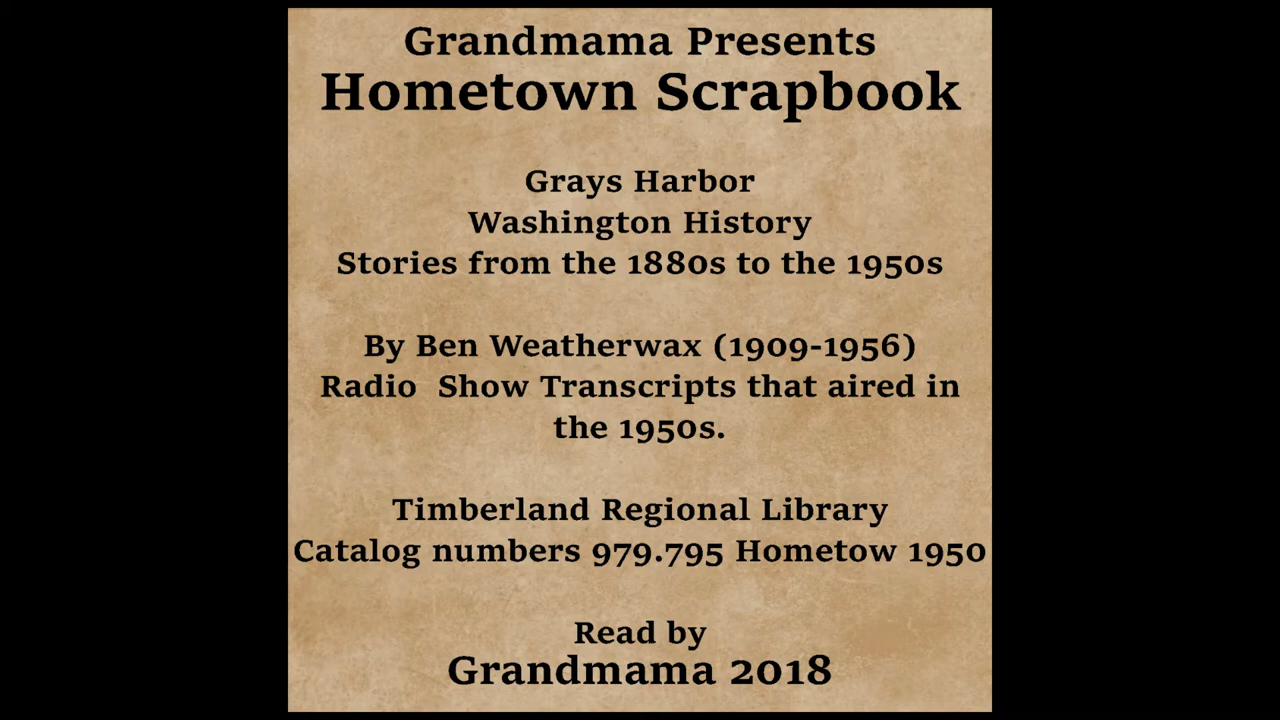 Grandmama Presents
Hometown Scrapbook
Grays Harbor
Washington History
Stories from the 1880s to the 1950s
By Ben Weatherwax (1909-1956)
Radio  Show Transcripts that aired in
the 1950s.
Timberland Regional Library
Catalog numbers 979.795 Hometow 1950
Read by
Grandmama 2018